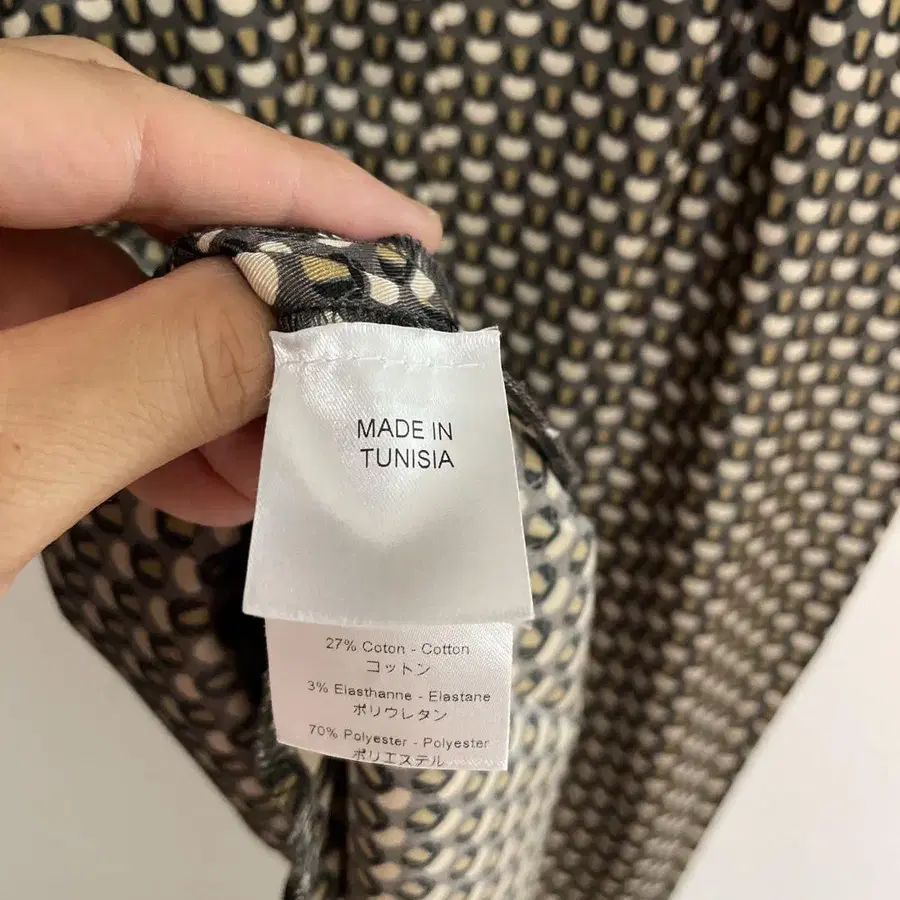 MADE IN
TUNISIA
27% Coton - Cotton
コットン
3% Elasthanne - Elastane
ポリウレタン
70% Polyester - Polyester
ポリエステル